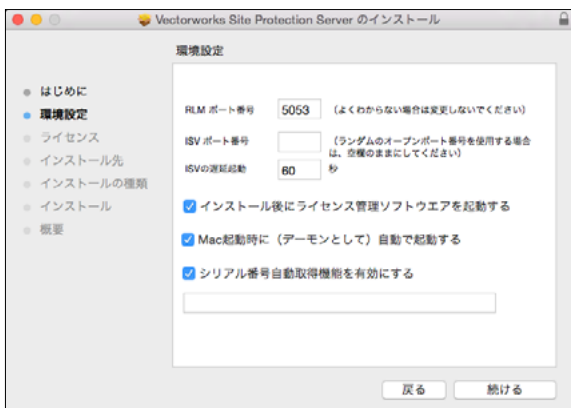 Vectorworks Site Protection Server のインストール
環境設定
はじめに
環境設定
ライセンス
インストール先
インストールの種類
インストール
概要
RLM ポート番号 5053 （よくわからない場合は変更しないでください）
ISV ポート番号 （ランダムのオープンポート番号を使用する場合
は、空欄のままにしてください）
ISVの遅延起動 60 秒
インストール後にライセンス管理ソフトウエアを起動する
Mac起動時に（デーモンとして）自動で起動する
シリアル番号自動取得機能を有効にする
戻る 続ける